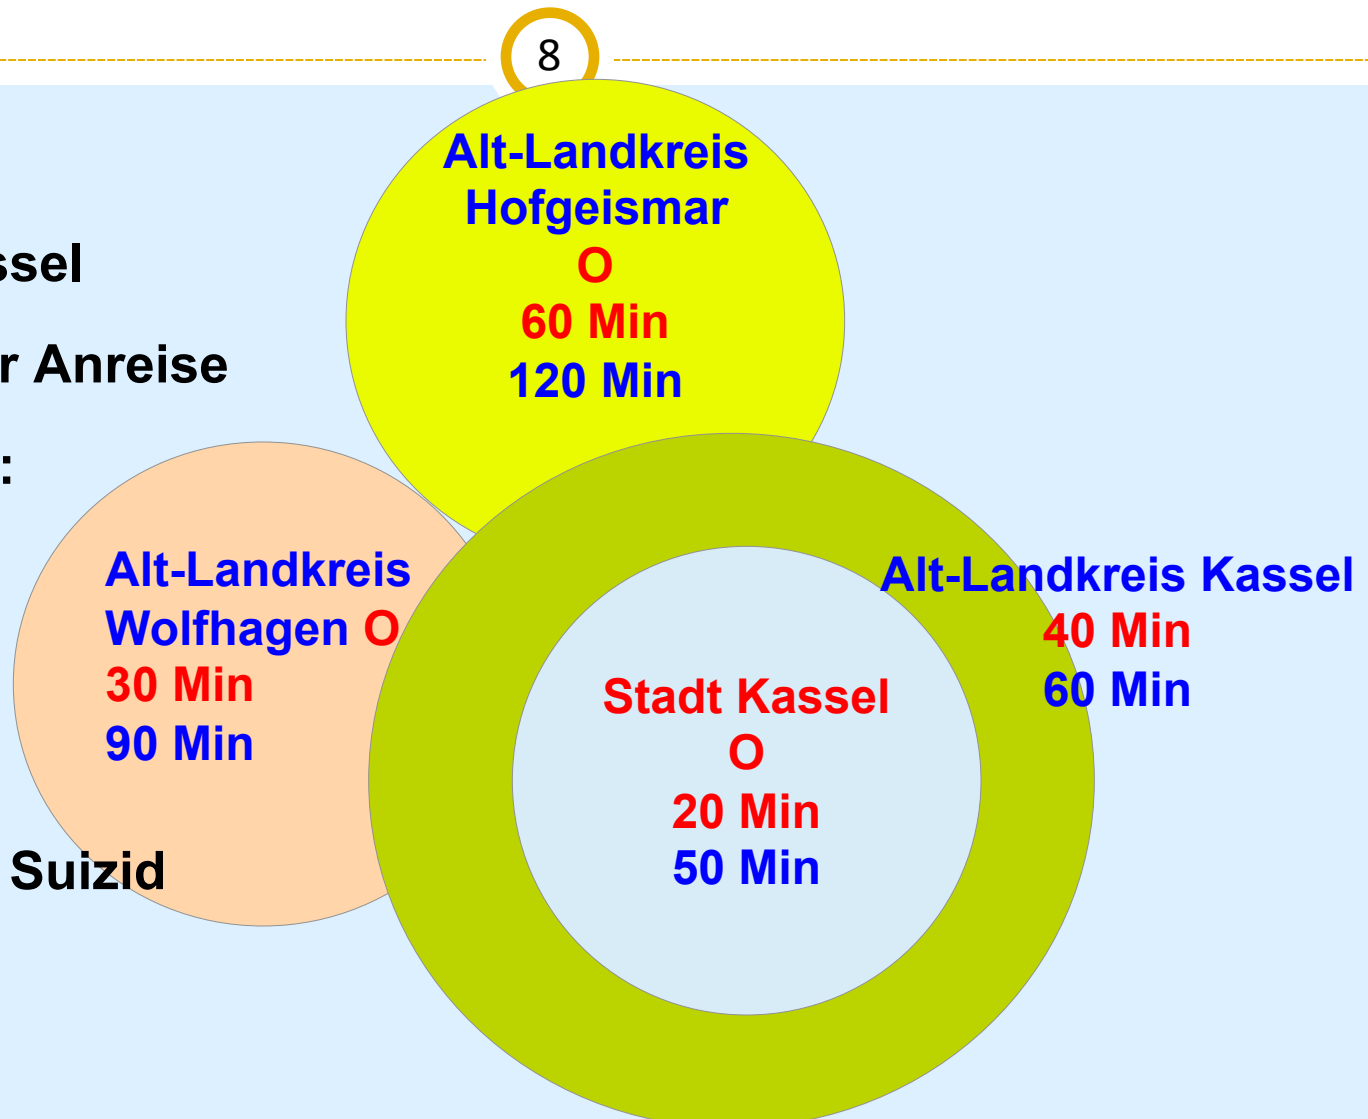 8
Alt-Landkreis
Hofgeismar
O
60 Min
120 Min
ssel
r Anreise
:
Alt-Landkreis
Wolfhagen O
30 Min
90 Min
Alt-Landkreis Kassel
40 Min
60 Min
Stadt Kassel
O
20 Min
50 Min
Suizid